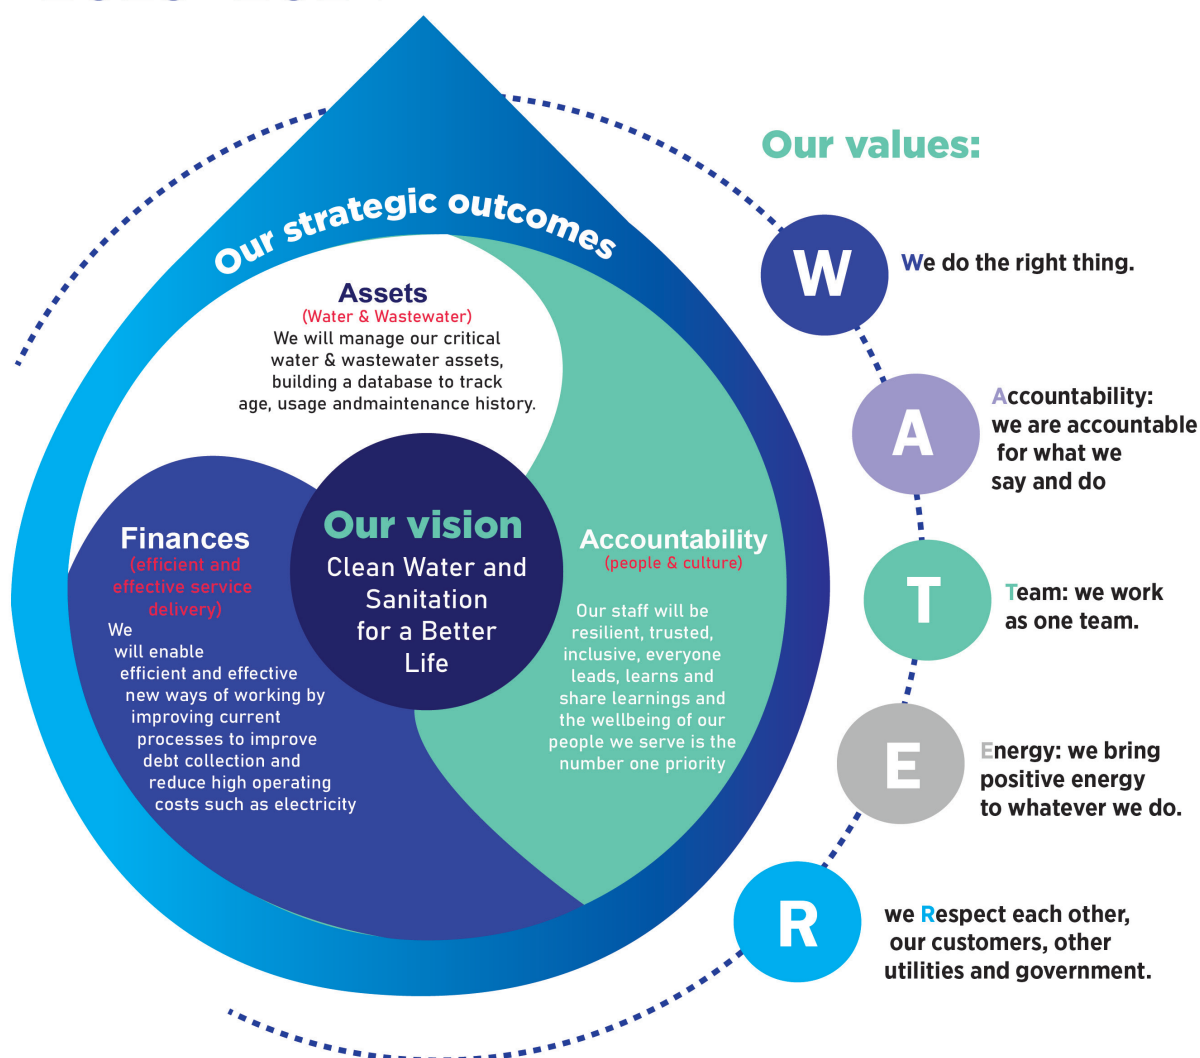 Our strategic outcomes
Assets
(Water & Wastewater)
We will manage our critical
water & wastewater assets,
building a database to track
age, usage andmaintenance history.
Finances
(efficient and
effective service
delivery)
We
will enable
efficient and effective
new ways of working by
improving current
processes to improve
debt collection and
reduce high operating
costs such as electricity
Our vision
Clean Water and
Sanitation
for a Better
Life
Accountability
(people & culture)
Our staff will be
resilient, trusted,
inclusive, everyone
leads, learns and
share learnings and
the wellbeing of our
people we serve is the
number one priority
Our values:
W
We do the right thing.
A
Accountability:
we are accountable
for what we
say and do
T
Team: we work
as one team.
E
Energy: we bring
positive energy
to whatever we do.
R
we Respect each other,
our customers, other
utilities and government.